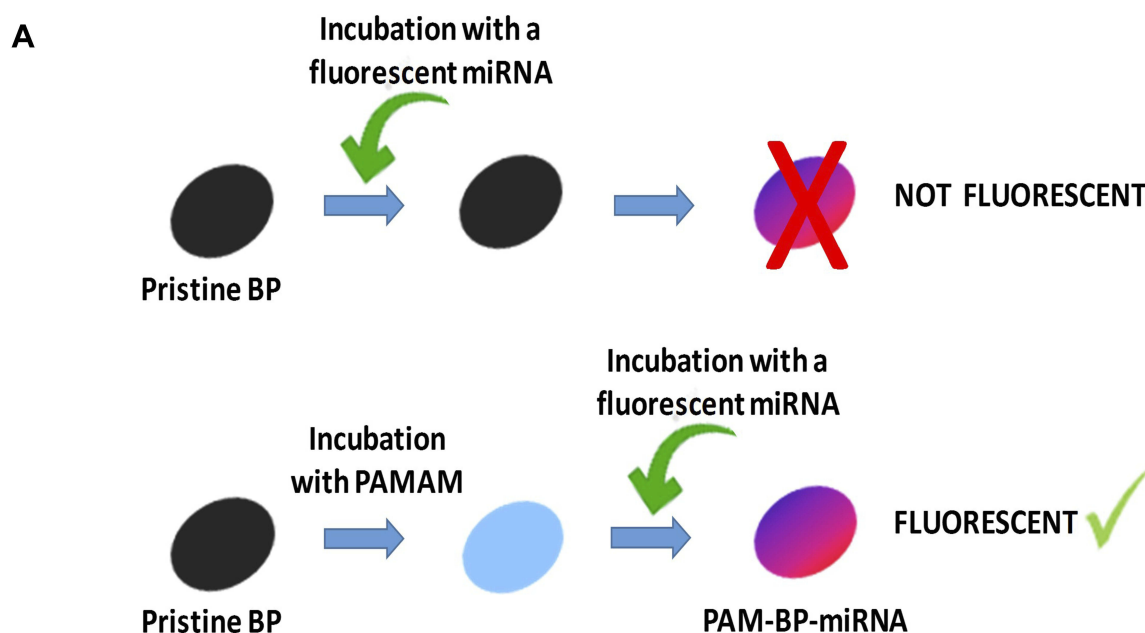 A
Incubation with a
fluorescent miRNA
NOT FLUORESCENT
Pristine BP
Incubation with a
fluorescent miRNA
Incubation
with PAMAM
FLUORESCENT
Pristine BP
PAM-BP-miRNA